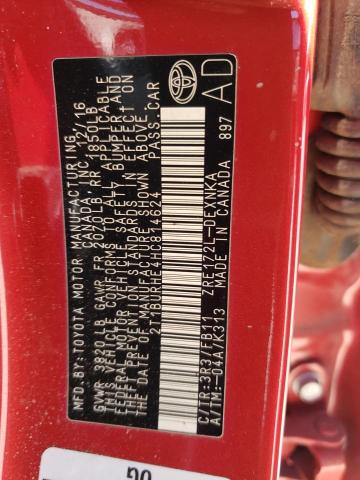 MFD.BY:TOYOTA MOTOR MANUFACTURING
CANADA, INC. 12/16
GVWR 3820LB GAWR FR 2020LB RR 1850LB
THIS VEHICLE CONFORMS TO ALL APPLICABLE
FEDERAL MOTOR VEHICLE SAFETY, BUMPER, AND
THEFT PREVENTION STANDARDS IN EFFECT ON
THE DATE OF MANUFACTURE SHOWN ABOVE.
2T1BURHE4HC814624 PASS.CAR
C/TR:3R3/FB11 ZRE172L-DEXNKA
A/TM:-04A/K313 MADE IN CANADA 897
AD